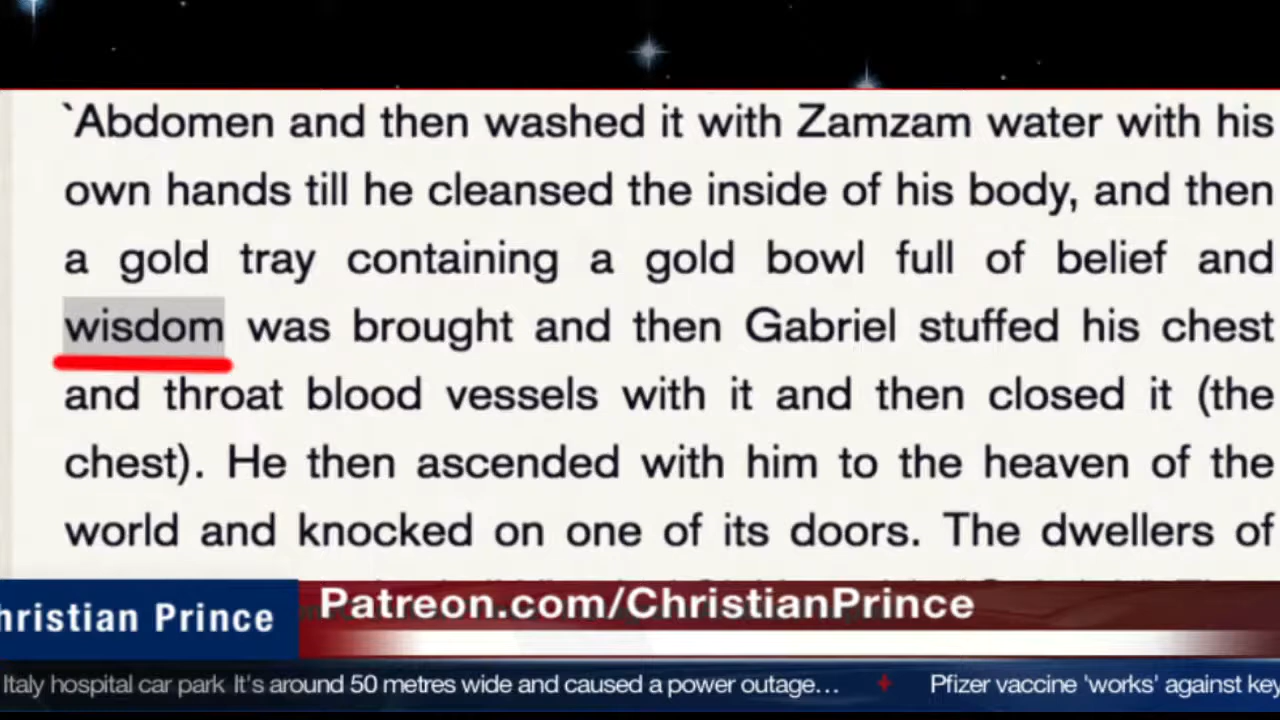 `Abdomen and then washed it with Zamzam water with his
own hands till he cleansed the inside of his body, and then
a gold tray containing a gold bowl full of belief and
wisdom was brought and then Gabriel stuffed his chest
and throat blood vessels with it and then closed it (the
chest). He then ascended with him to the heaven of the
world and knocked on one of its doors. The dwellers of
hristian Prince
Patreon.com/ChristianPrince
Italy hospital car park It's around 50 metres wide and caused a power outage... + Pfizer vaccine 'works' against key